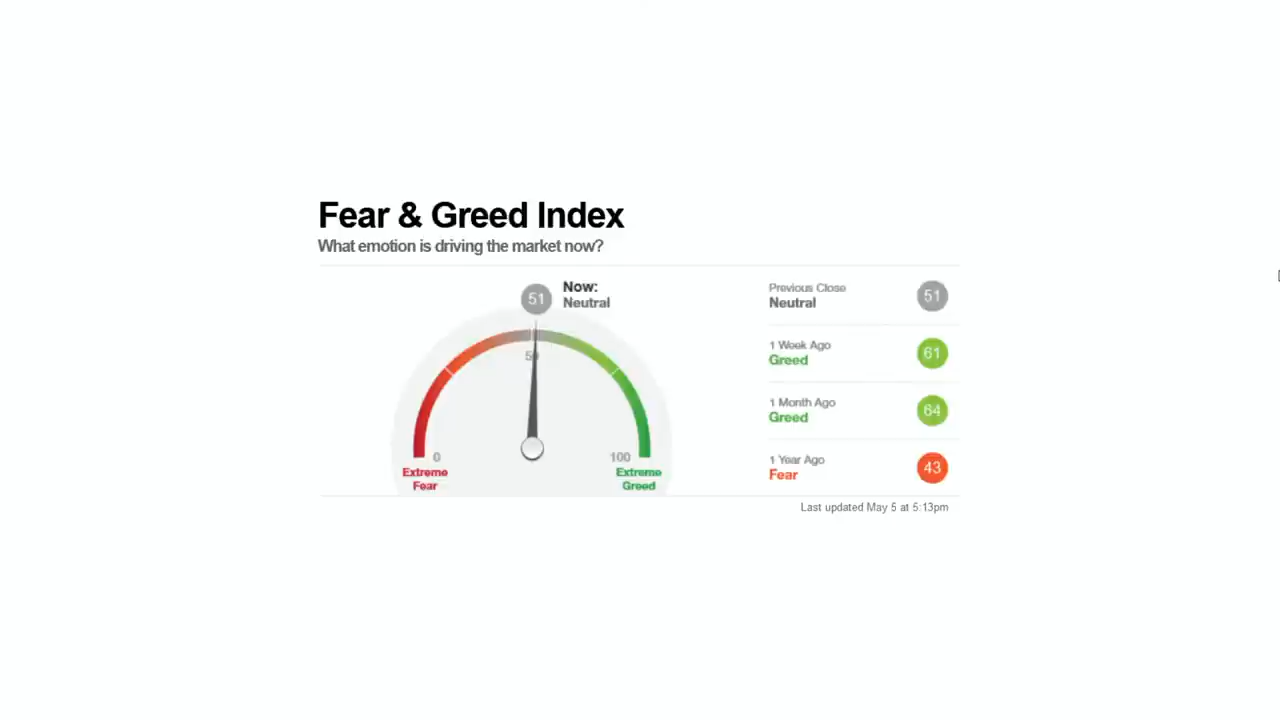 Fear & Greed Index
What emotion is driving the market now?
51
Now:
Neutral
50
0
100
Extreme
Fear
Extreme
Greed
Previous Close
Neutral
51
1 Week Ago
Greed
61
1 Month Ago
Greed
64
1 Year Ago
Fear
43
Last updated May 5 at 5:13pm